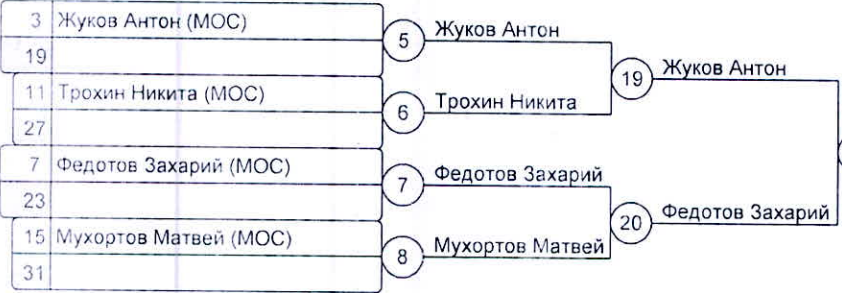 3 Жуков Антон (МОС)
19
5 Жуков Антон
11 Трохин Никита (МОС)
27
6 Трохин Никита
19 Жуков Антон
7 Федотов Захарий (МОС)
23
7 Федотов Захарий
15 Мухортов Матвей (МОС)
31
8 Мухортов Матвей
20 Федотов Захарий